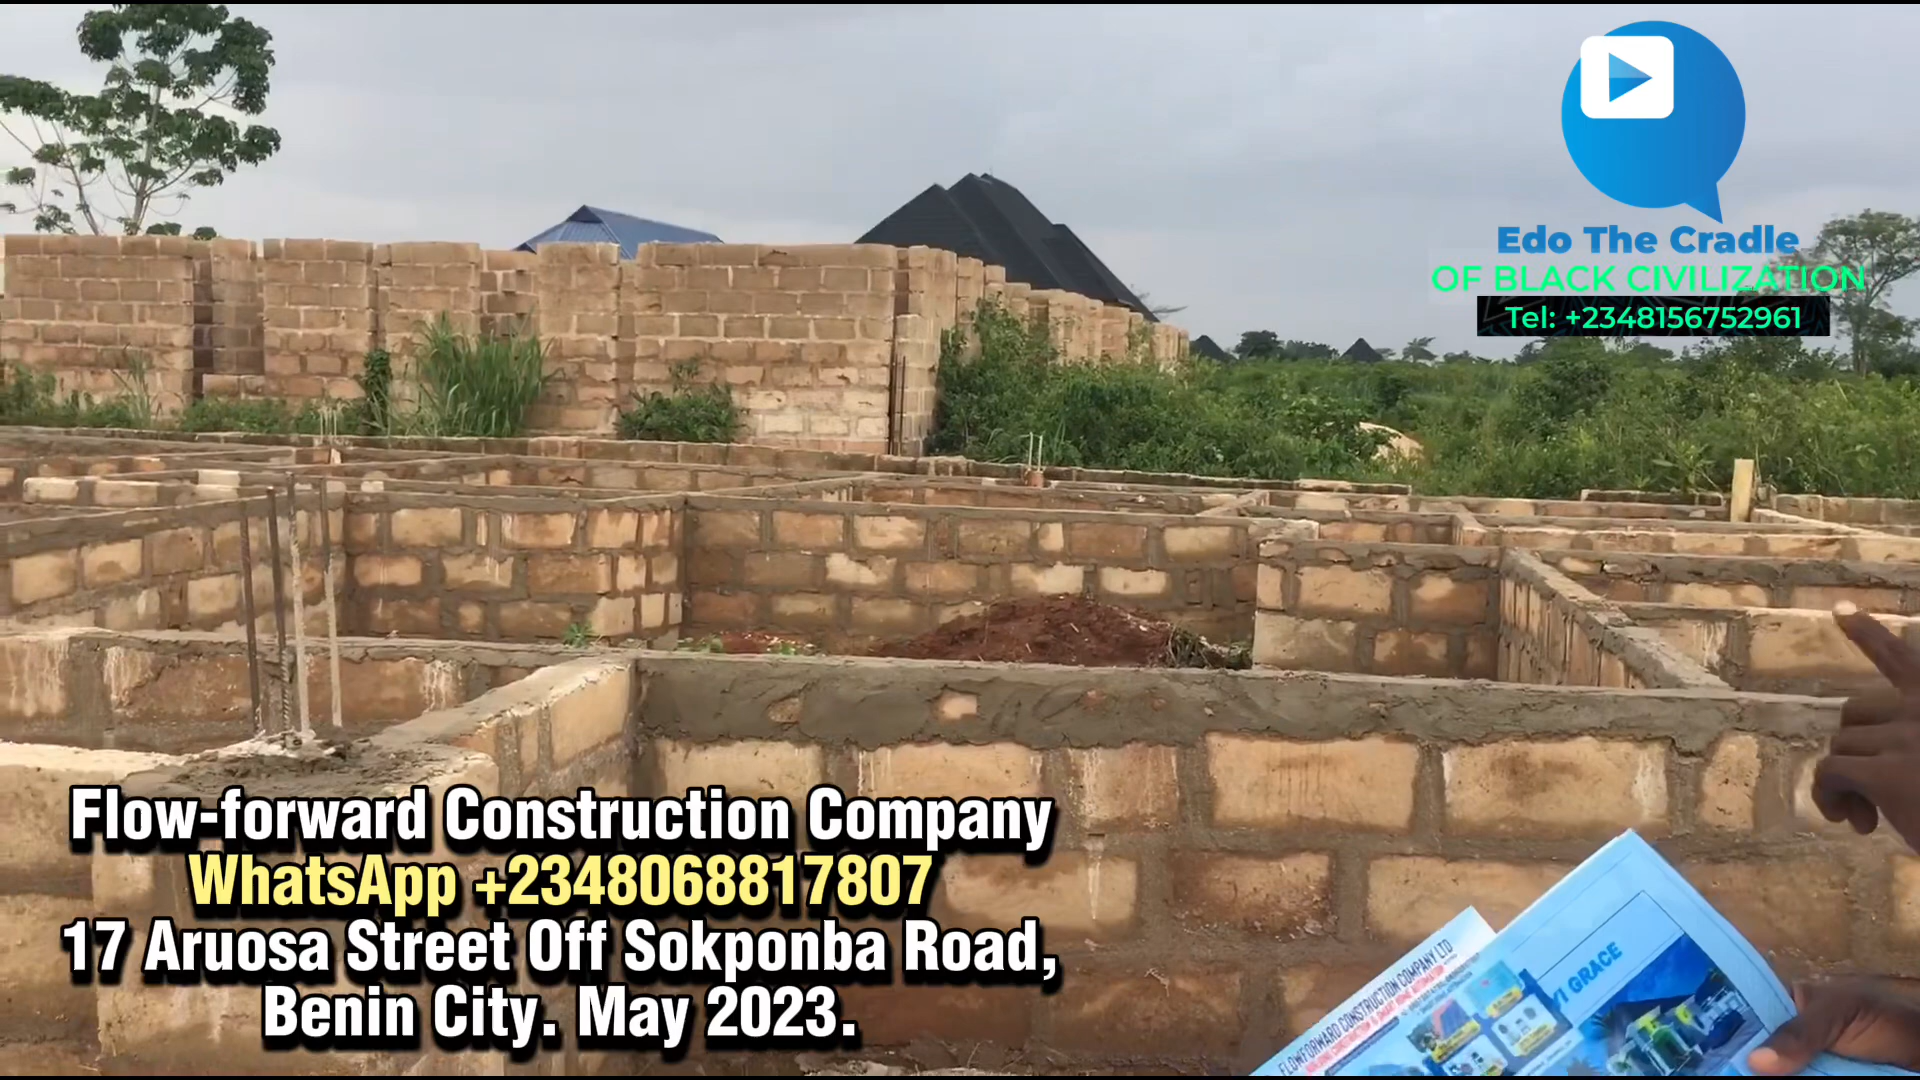 Edo The Cradle
OF BLACK CIVILIZATION
Tel: +2348156752961
Flow-forward Construction Company
WhatsApp +2348068817807
17 Aruosa Street Off Sokponba Road,
Benin City. May 2023.
FLOWFORWARD CONSTRUCTION COMPANY LTD
VI GRACE